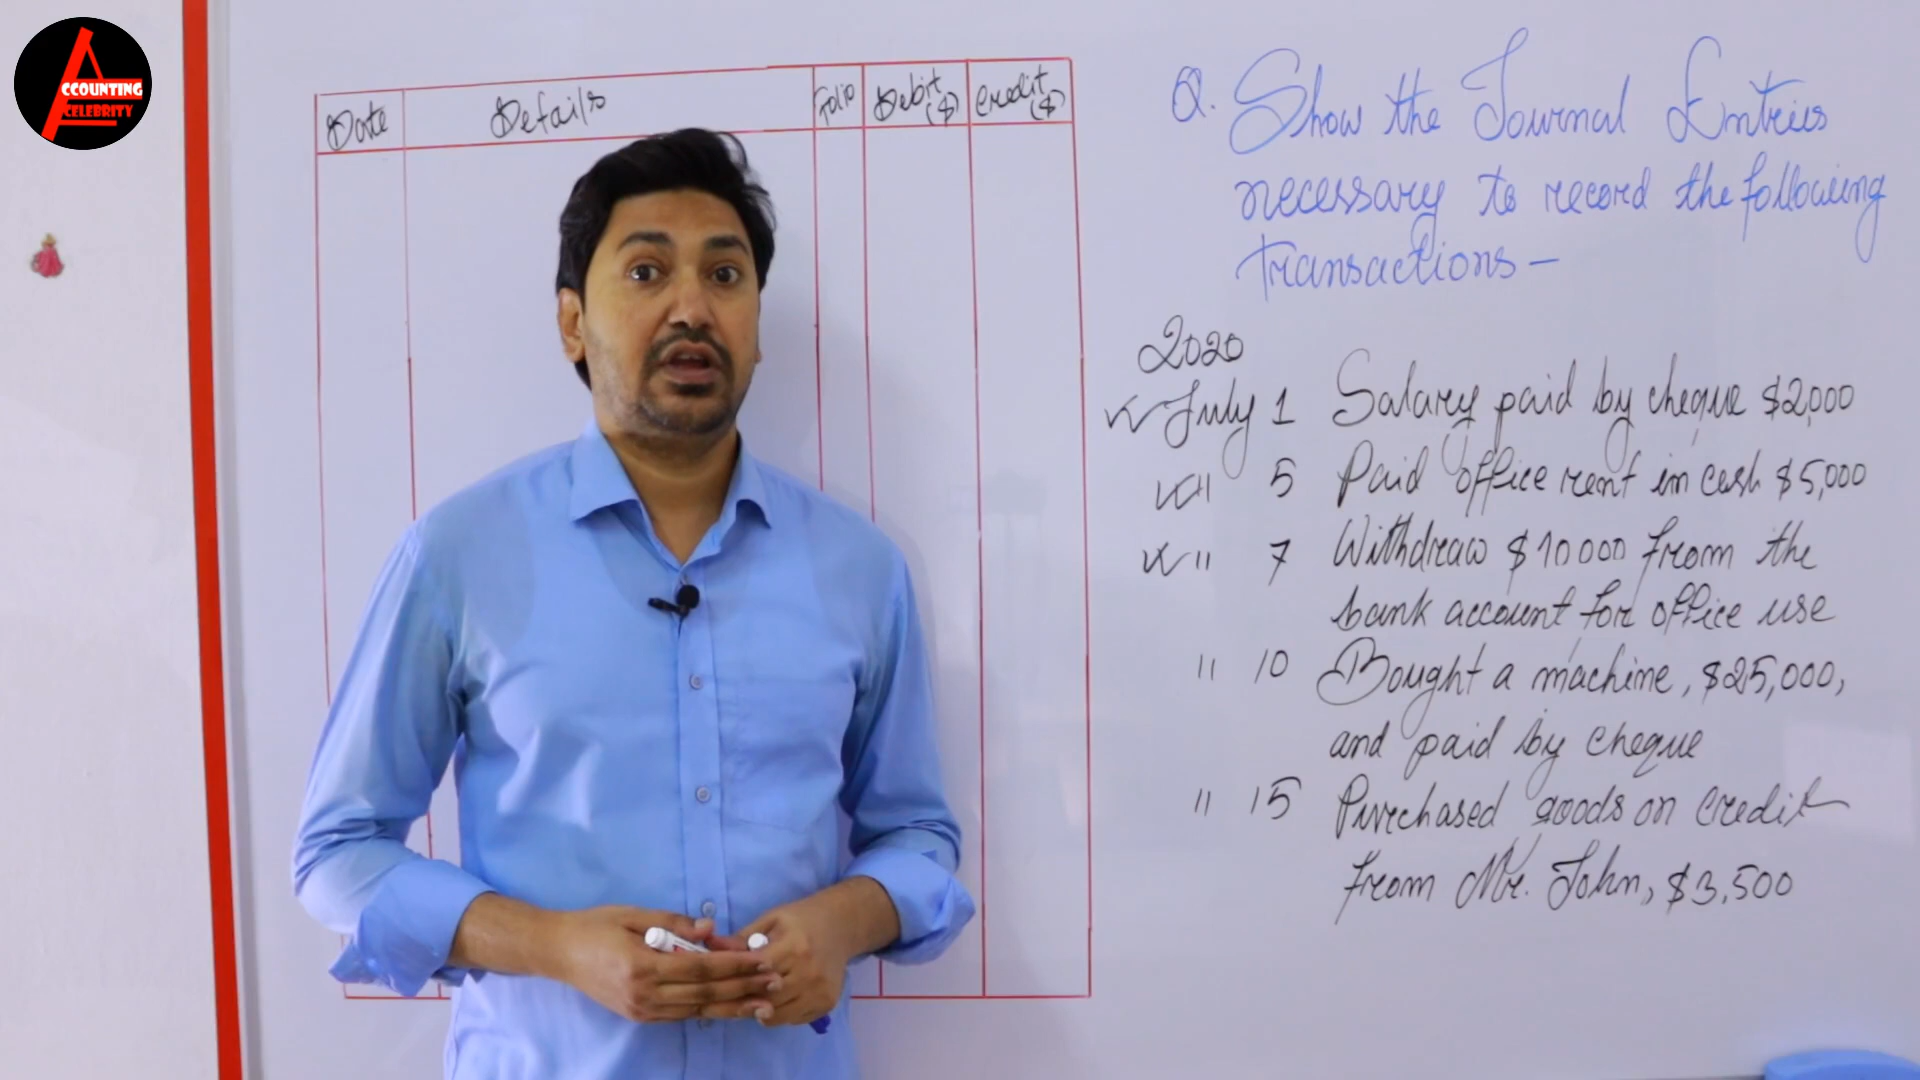 ACCOUNTING
CELEBRITY
Date Details Folio Debit ($) Credit ($)
Q. Show the Journal Entries
necessary to record the following
transactions –
2020
July 1 Salary paid by cheque $2,000
" 5 Paid office rent in cash $5,000
" 7 Withdraw $10000 from the
bank account for office use
" 10 Bought a machine, $25,000,
and paid by cheque
" 15 Purchased goods on credit
from Mr. John, $3,500